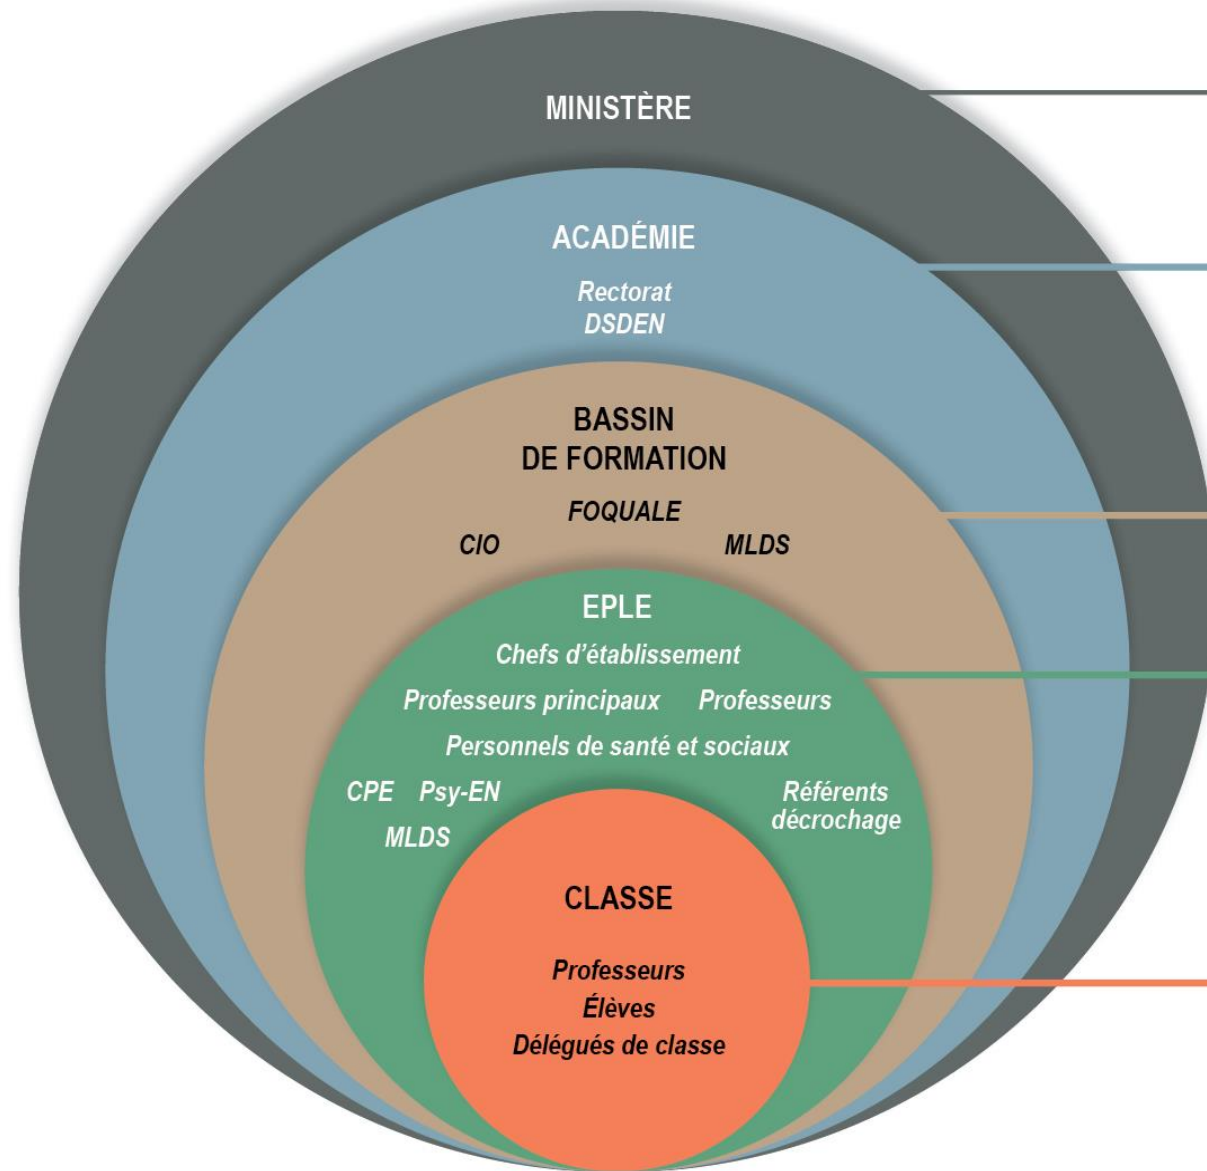 MINISTÈRE
ACADÉMIE
Rectorat
DSDEN
BASSIN
DE FORMATION
FOQUALE
CIO MLDS
EPLE
Chefs d’établissement
Professeurs principaux Professeurs
Personnels de santé et sociaux
CPE Psy-EN Référents
décrochage
MLDS
CLASSE
Professeurs
Élèves
Délégués de classe